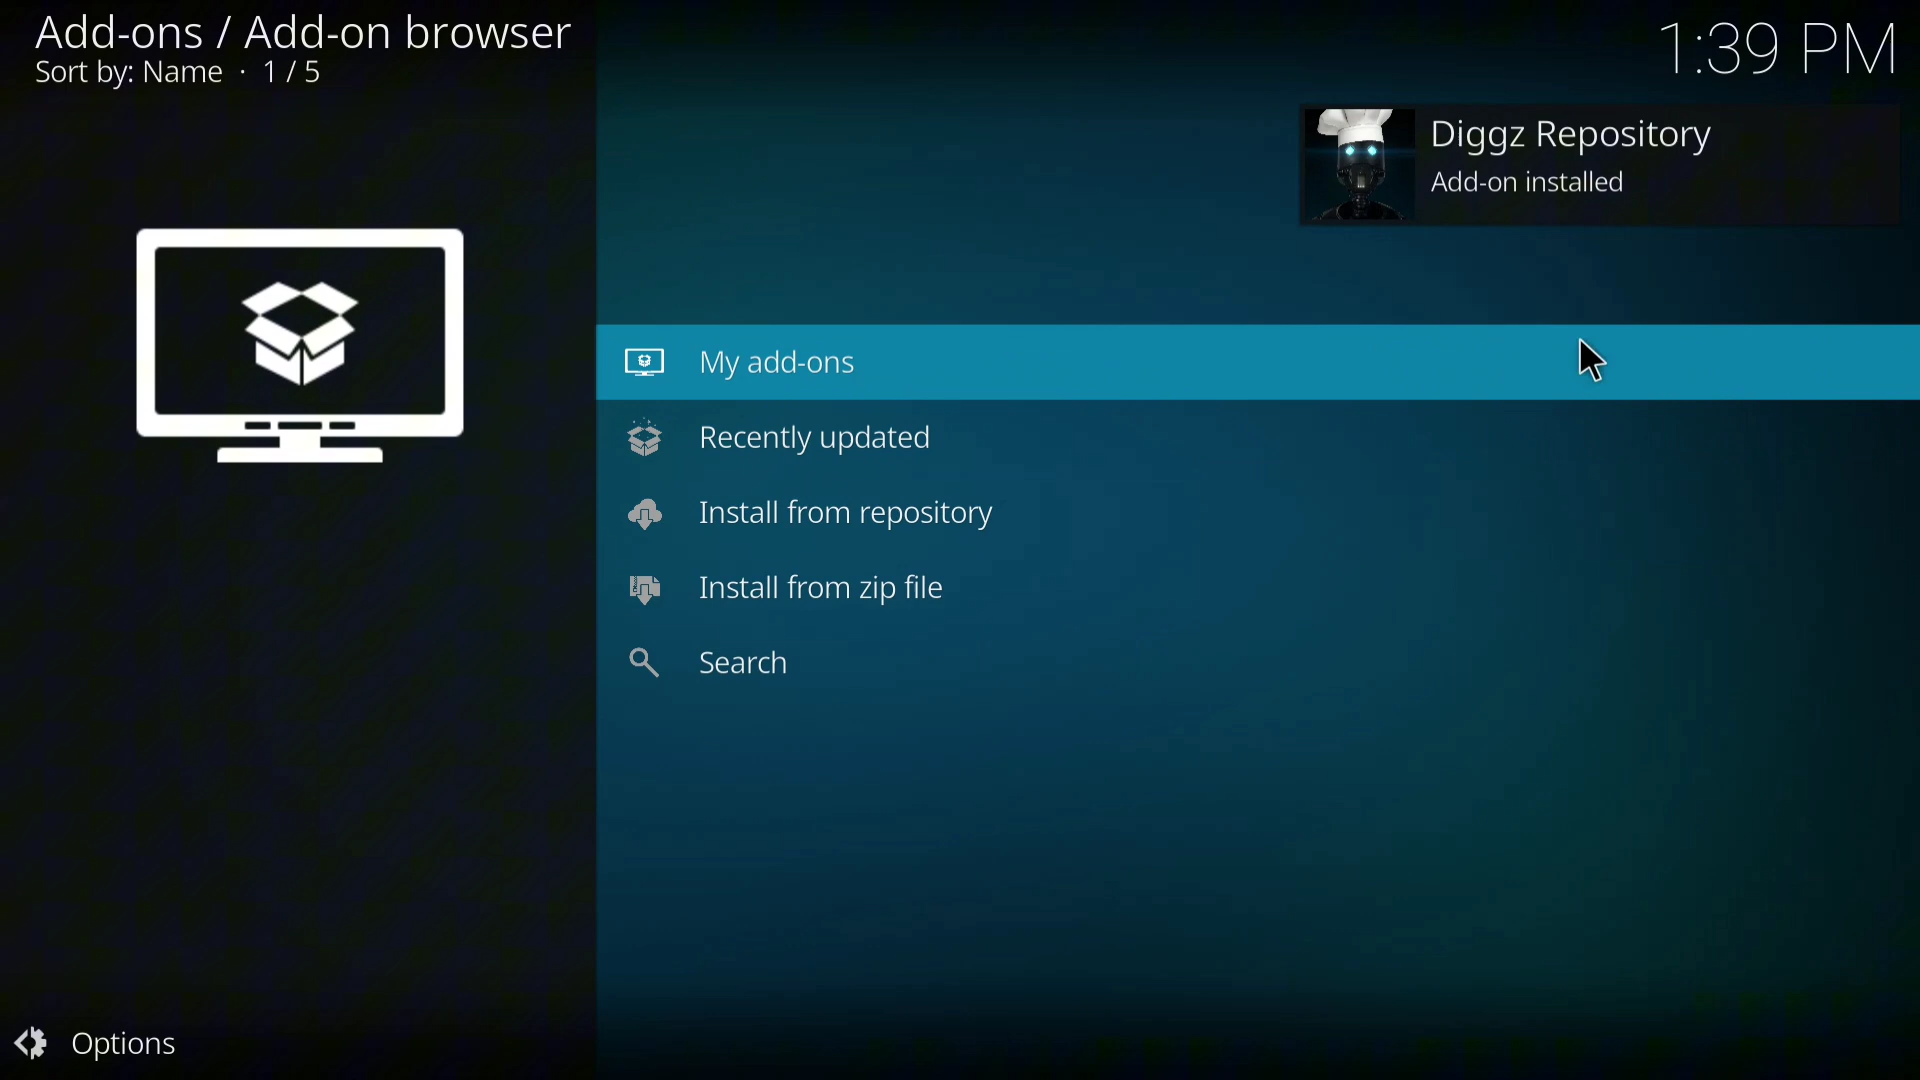 Add-ons / Add-on browser
Sort by: Name · 1 / 5
1:39 PM
Diggz Repository
Add-on installed
My add-ons
Recently updated
Install from repository
Install from zip file
Search
Options